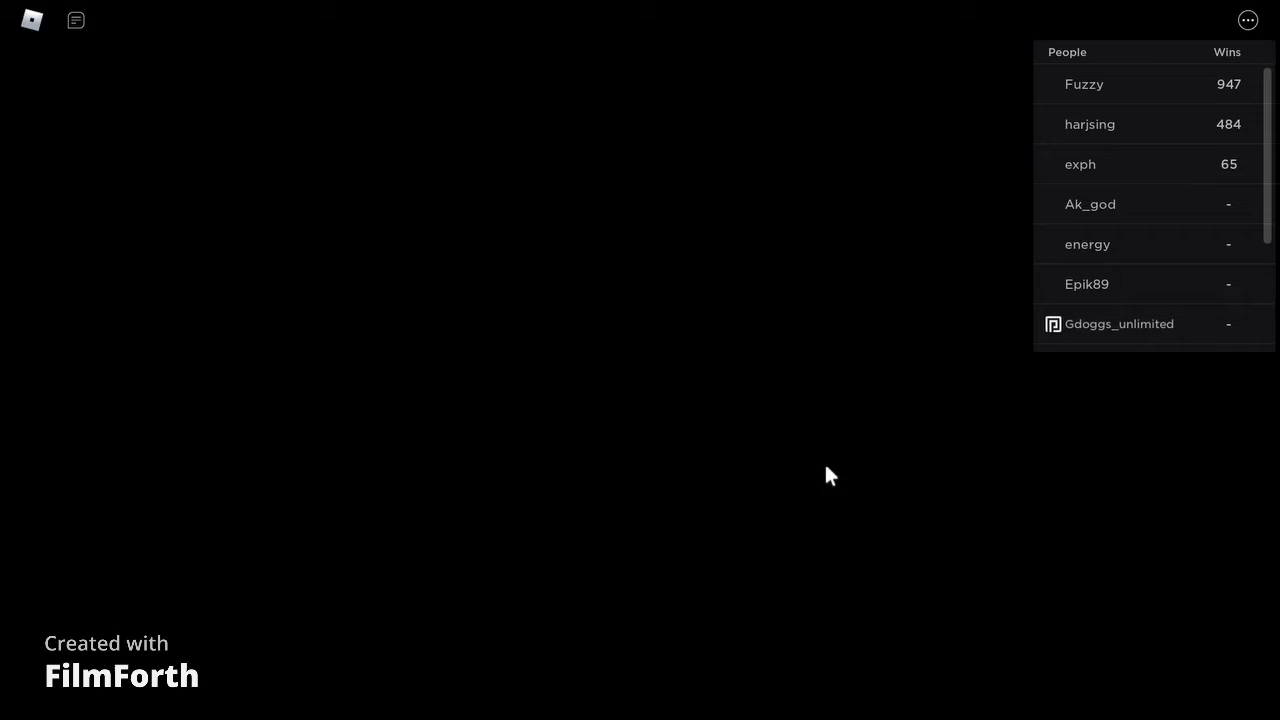 People Wins
Fuzzy 947
harjsing 484
exph 65
Ak_god -
energy -
Epik89 -
Gdoggs_unlimited -
Created with
FilmForth